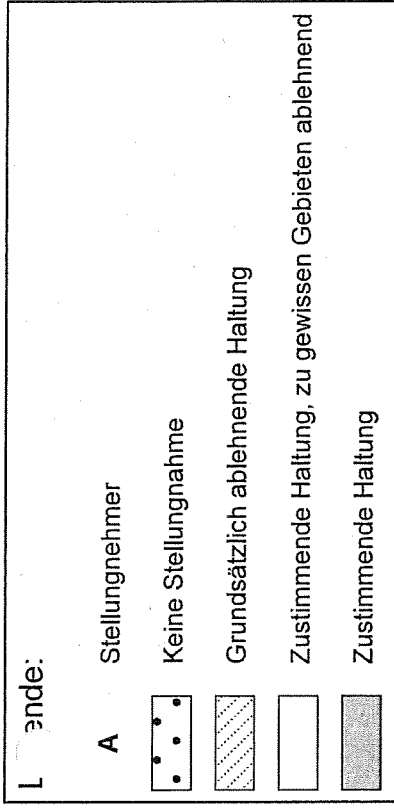 L ende:
A Stellungnehmer
Keine Stellungnahme
Grundsätzlich ablehnende Haltung
Zustimmende Haltung, zu gewissen Gebieten ablehnend
Zustimmende Haltung